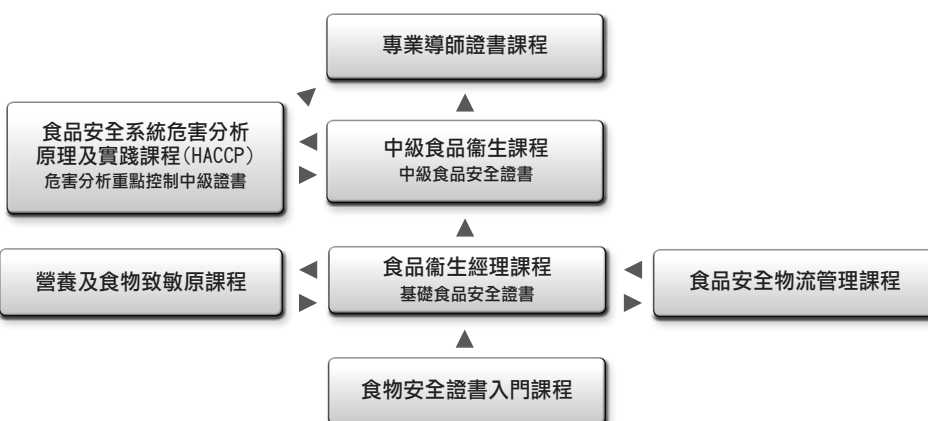 專業導師證書課程
食品安全系統危害分析
原理及實踐課程(HACCP)
危害分析重點控制中級證書
中級食品衞生課程
中級食品安全證書
營養及食物致敏原課程
食品衞生經理課程
基礎食品安全證書
食品安全物流管理課程
食物安全證書入門課程